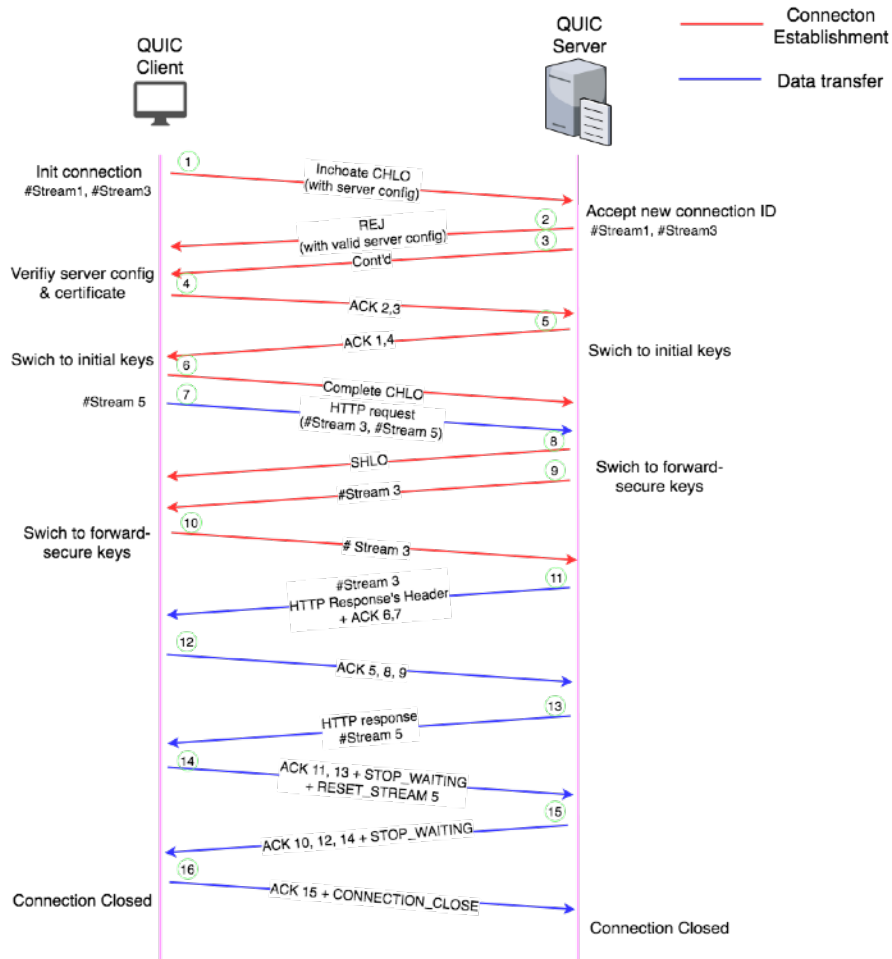 QUIC
Client
QUIC
Server
Connecton
Establishment
Data transfer
1
Init connection
#Stream1, #Stream3
Inchoate CHLO
(with server config)
Accept new connection ID
#Stream1, #Stream3
2
REJ
(with valid server config)
3
Cont'd
Verifiy server config
& certificate
4
ACK 2,3
5
ACK 1,4
Swich to initial keys
Swich to initial keys
6
Complete CHLO
7
#Stream 5
HTTP request
(#Stream 3, #Stream 5)
8
SHLO
9
#Stream 3
Swich to forward-
secure keys
10
Swich to forward-
secure keys
# Stream 3
11
#Stream 3
HTTP Response's Header
+ ACK 6,7
12
ACK 5, 8, 9
13
HTTP response
#Stream 5
14
ACK 11, 13 + STOP_WAITING
+ RESET_STREAM 5
15
ACK 10, 12, 14 + STOP_WAITING
16
ACK 15 + CONNECTION_CLOSE
Connection Closed
Connection Closed